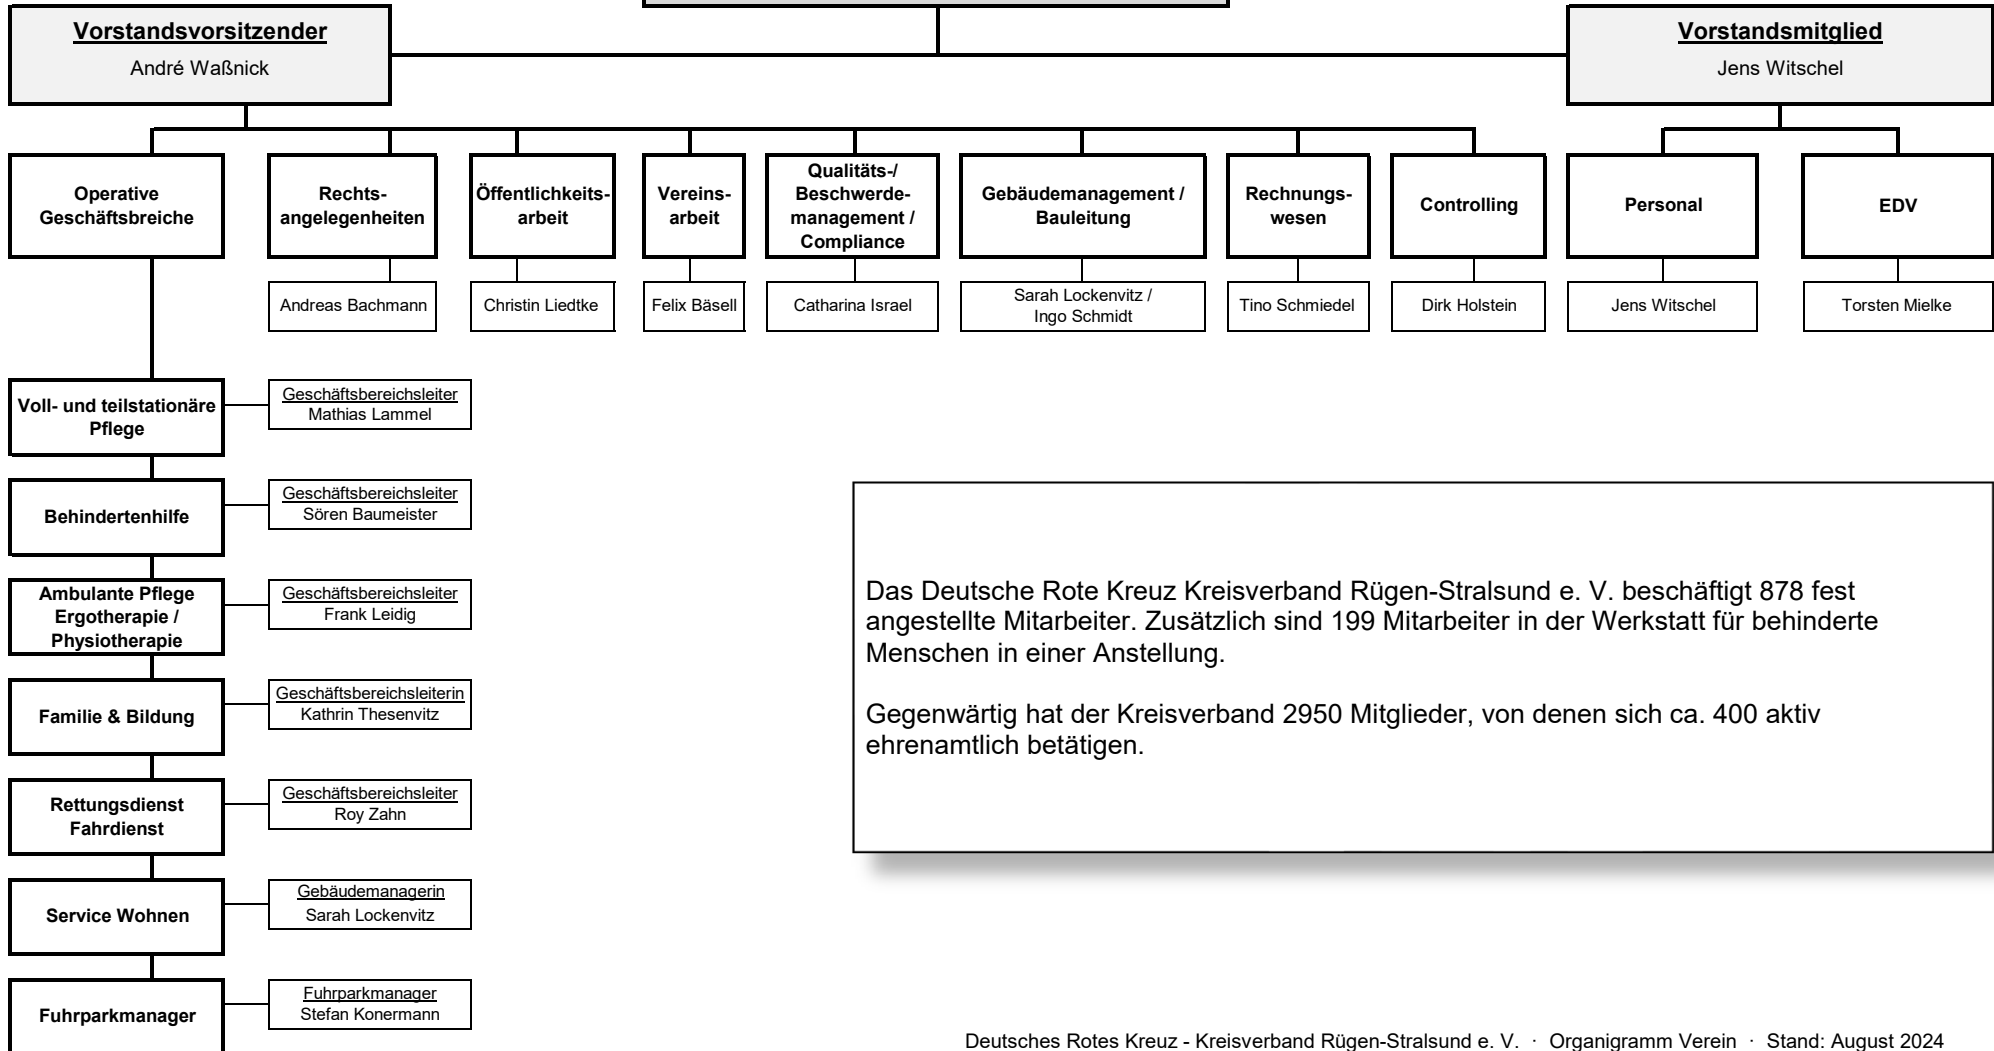 Vorstandsvorsitzender
André Waßnick
Vorstandsmitglied
Jens Witschel
Operative
Geschäftsbreiche
Rechts-
angelegenheiten
Öffentlichkeits-
arbeit
Vereins-
arbeit
Qualitäts-/
Beschwerde-
management /
Compliance
Gebäudemanagement /
Bauleitung
Rechnungs-
wesen
Controlling
Personal
EDV
Andreas Bachmann
Christin Liedtke
Felix Bäsell
Catharina Israel
Sarah Lockenvitz /
Ingo Schmidt
Tino Schmiedel
Dirk Holstein
Jens Witschel
Torsten Mielke
Voll- und teilstationäre
Pflege
Geschäftsbereichsleiter
Mathias Lammel
Behindertenhilfe
Geschäftsbereichsleiter
Sören Baumeister
Ambulante Pflege
Ergotherapie /
Physiotherapie
Geschäftsbereichsleiter
Frank Leidig
Familie & Bildung
Geschäftsbereichsleiterin
Kathrin Thesenvitz
Rettungsdienst
Fahrdienst
Geschäftsbereichsleiter
Roy Zahn
Service Wohnen
Gebäudemanagerin
Sarah Lockenvitz
Fuhrparkmanager
Fuhrparkmanager
Stefan Konermann
Das Deutsche Rote Kreuz Kreisverband Rügen-Stralsund e. V. beschäftigt 878 fest
angestellte Mitarbeiter. Zusätzlich sind 199 Mitarbeiter in der Werkstatt für behinderte
Menschen in einer Anstellung.
Gegenwärtig hat der Kreisverband 2950 Mitglieder, von denen sich ca. 400 aktiv
ehrenamtlich betätigen.
Deutsches Rotes Kreuz - Kreisverband Rügen-Stralsund e. V. · Organigramm Verein · Stand: August 2024